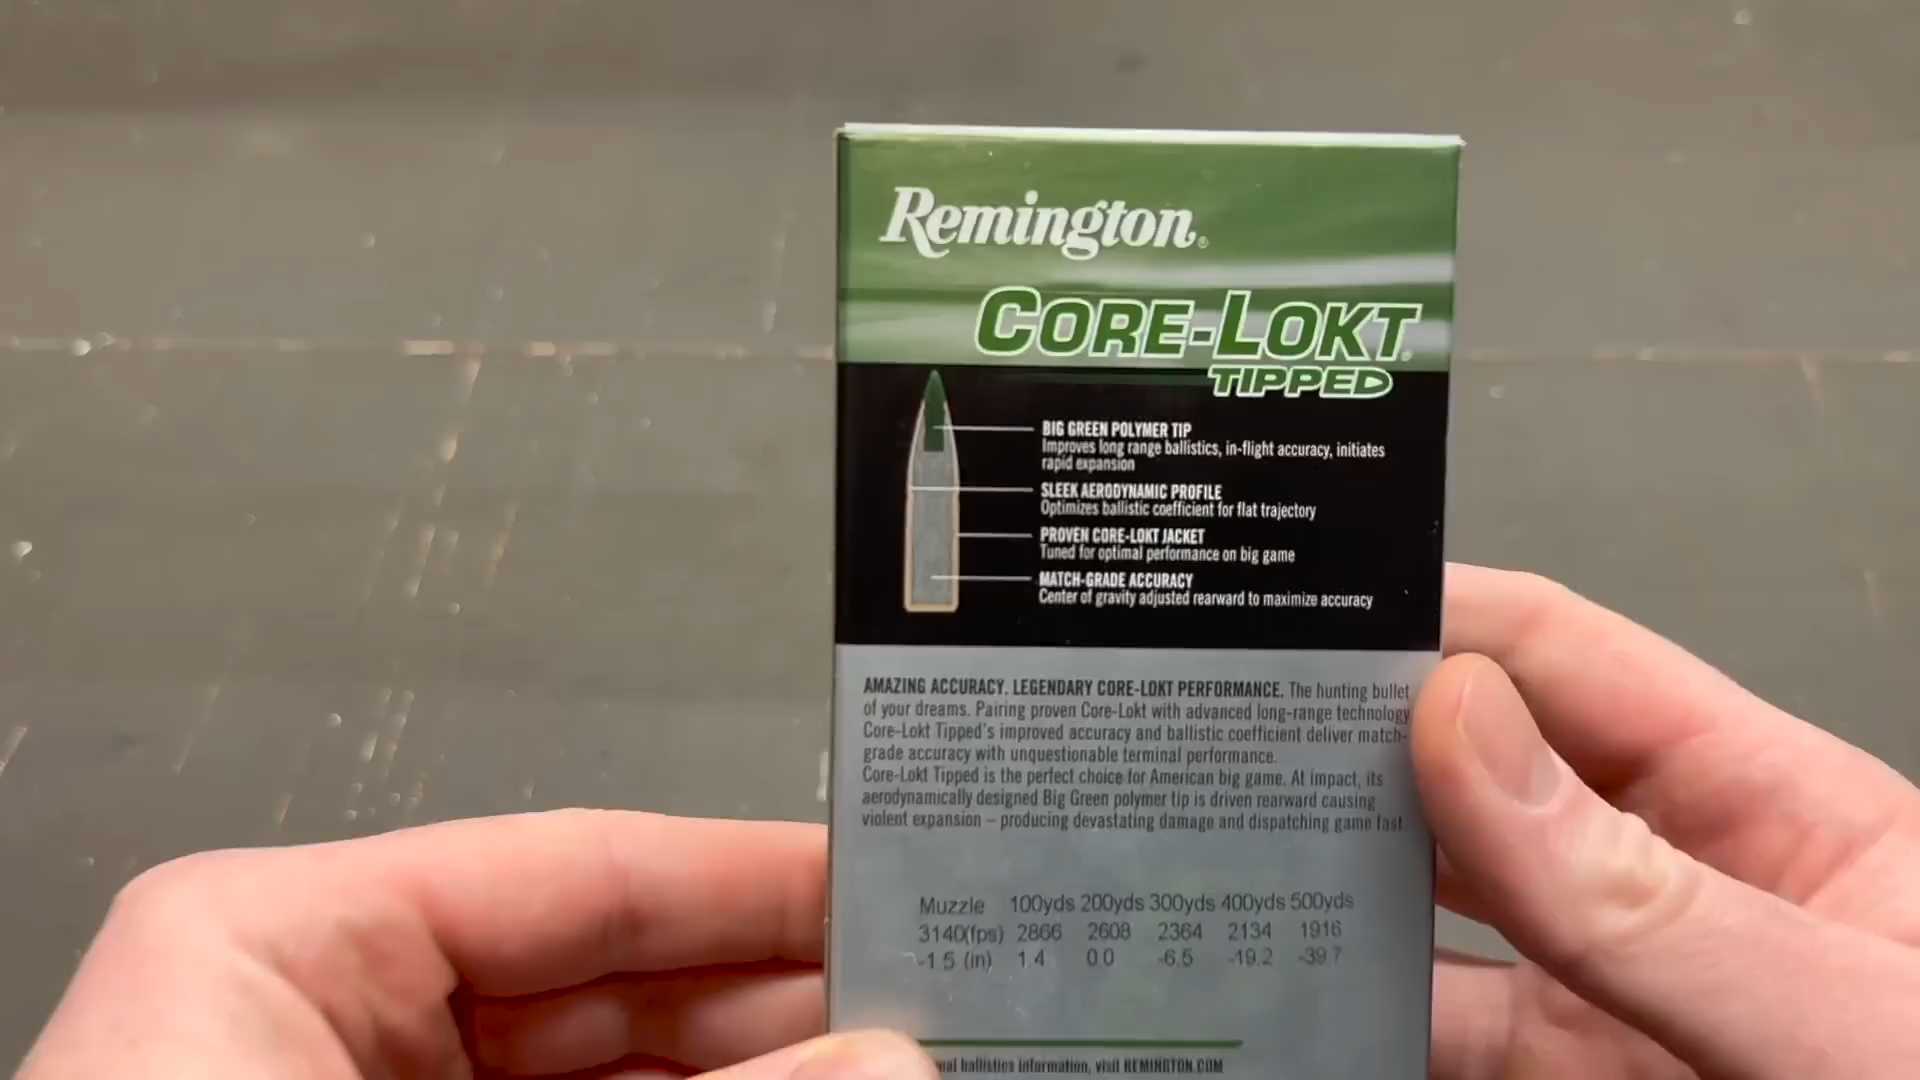 Remington®
CORE-LOKT®
TIPPED
BIG GREEN POLYMER TIP
Improves long range ballistics, in-flight accuracy, initiates
rapid expansion
SLEEK AERODYNAMIC PROFILE
Optimizes ballistic coefficient for flat trajectory
PROVEN CORE-LOKT JACKET
Tuned for optimal performance on big game
MATCH-GRADE ACCURACY
Center of gravity adjusted rearward to maximize accuracy
AMAZING ACCURACY. LEGENDARY CORE-LOKT PERFORMANCE. The hunting bullet
of your dreams. Pairing proven Core-Lokt with advanced long-range technology
Core-Lokt Tipped's improved accuracy and ballistic coefficient deliver match-
grade accuracy with unquestionable terminal performance.
Core-Lokt Tipped is the perfect choice for American big game. At impact, its
aerodynamically designed Big Green polymer tip is driven rearward causing
violent expansion – producing devastating damage and dispatching game fast
Muzzle 100yds 200yds 300yds 400yds 500yds
3140(fps) 2866 2608 2364 2134 1916
-1.5 (in) 1.4 0.0 -6.5 -19.2 -39.7
ballistics information, visit REMINGTON.COM